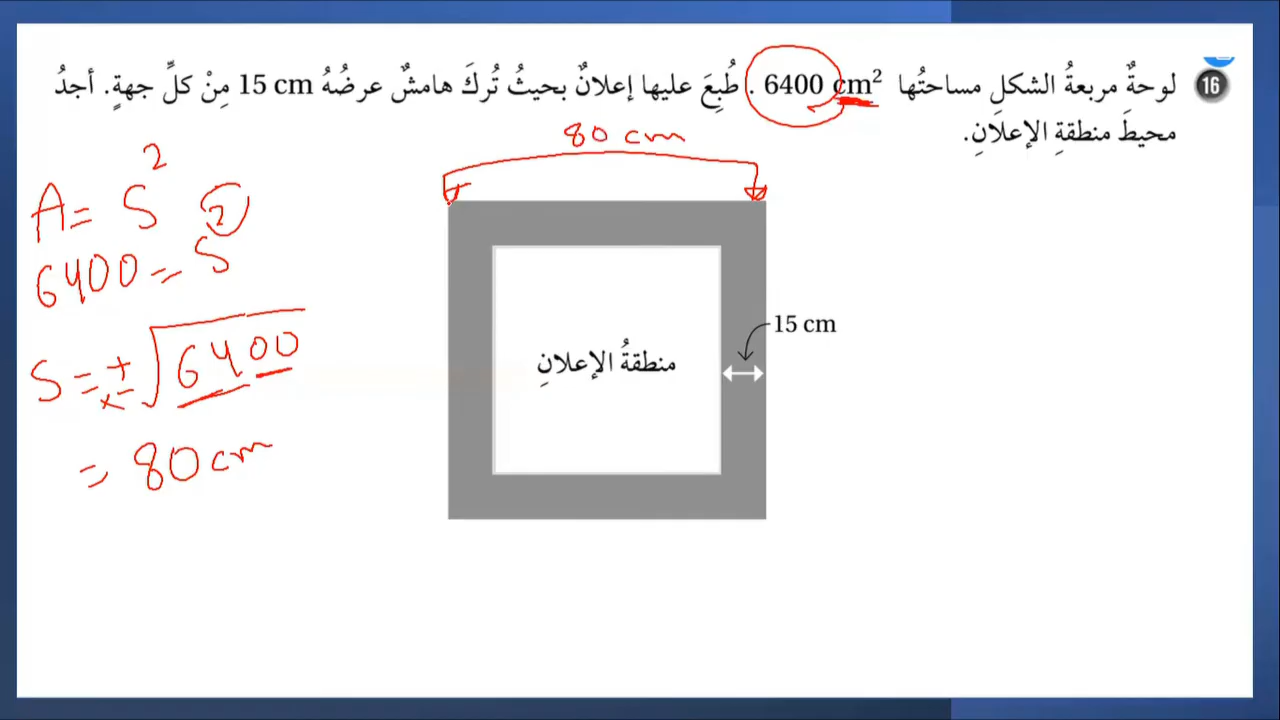 16 لوحةٌ مربعةُ الشكلِ مساحتُها 6400 cm² . طُبِعَ عليها إعلانٌ بحيثُ تُركَ هامشٌ عرضُهُ 15 cm مِنْ كلِّ جهةٍ. أجدُ
محيطَ منطقةِ الإعلانِ.
80 cm
A = S²
6400 = S²
S = ± √6400
= 80 cm
15 cm
منطقةُ الإعلانِ